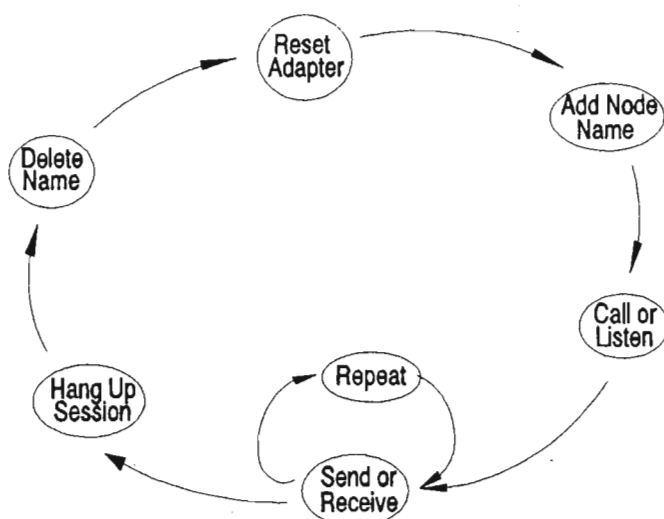 Reset
Adapter
Add Node
Name
Call or
Listen
Repeat
Send or
Receive
Hang Up
Session
Delete
Name